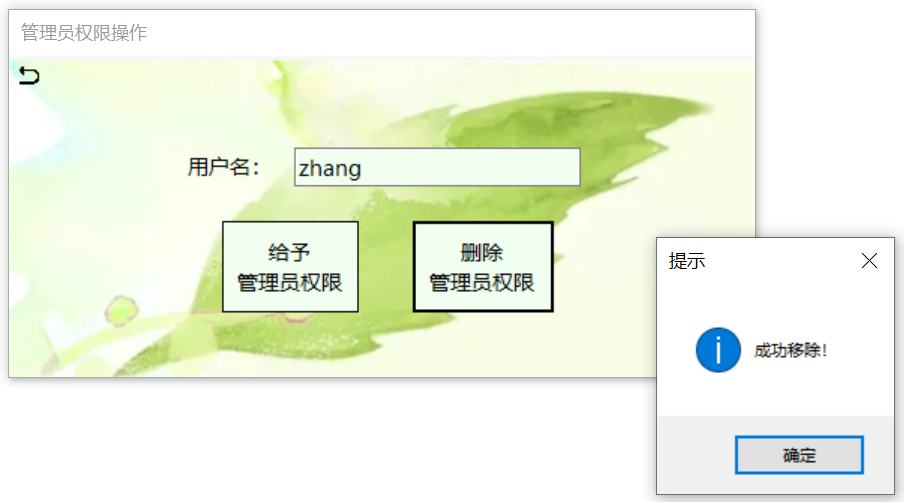 管理员权限操作
用户名：
zhang
给予
管理员权限
删除
管理员权限
提示
成功移除！
确定